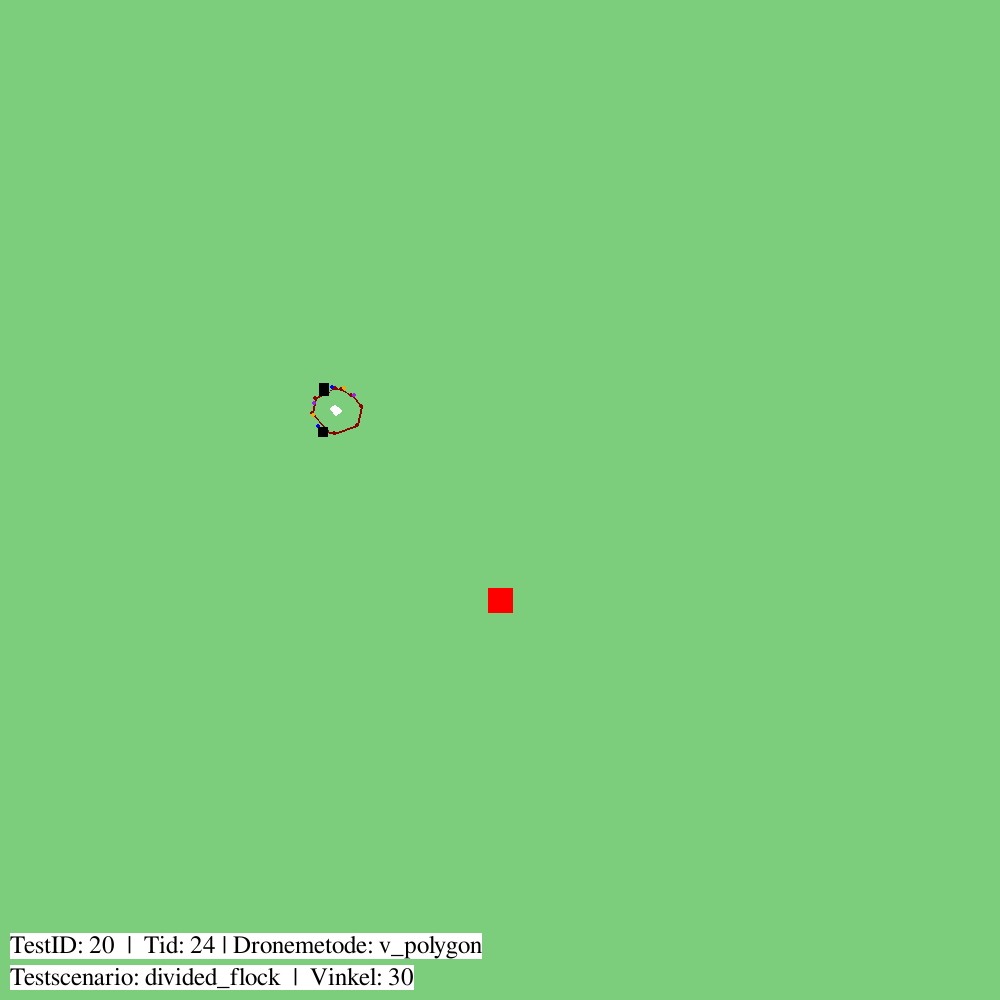 TestID: 20 | Tid: 24 | Dronemetode: v_polygon
Testscenario: divided_flock | Vinkel: 30